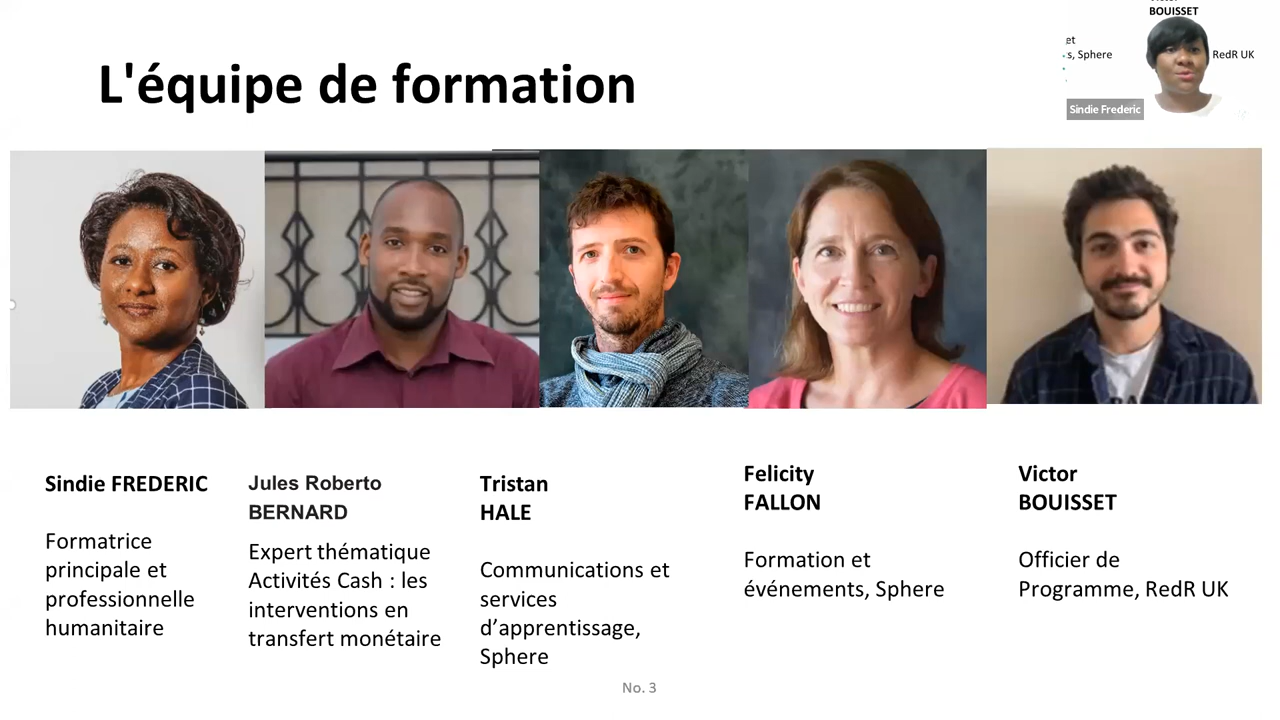 BOUISSET
et
s, Sphere
RedR UK
Sindie Frederic
L'équipe de formation
Sindie FREDERIC
Formatrice
principale et
professionnelle
humanitaire
Jules Roberto
BERNARD
Expert thématique
Activités Cash : les
interventions en
transfert monétaire
Tristan
HALE
Communications et
services
d’apprentissage,
Sphere
Felicity
FALLON
Formation et
événements, Sphere
Victor
BOUISSET
Officier de
Programme, RedR UK
No. 3